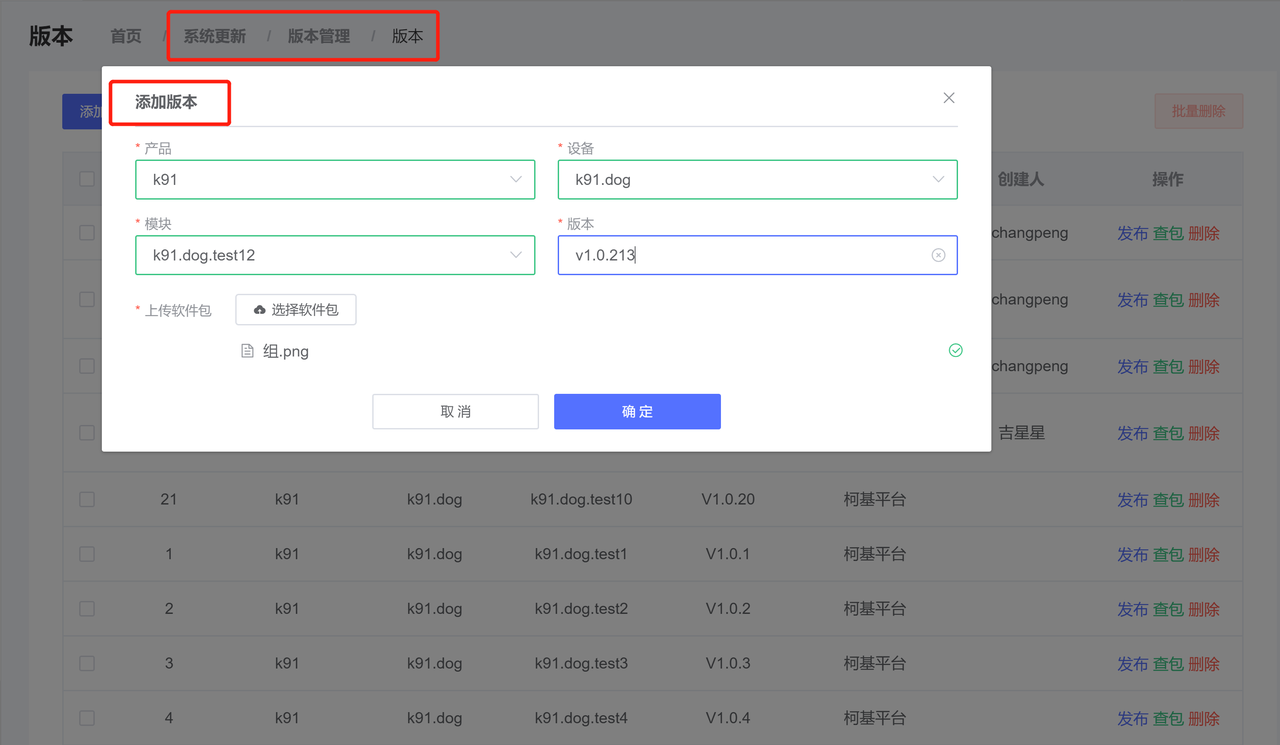 版本 首页 / 系统更新 / 版本管理 / 版本
添加版本
批量删除
* 产品 * 设备
k91 k91.dog
创建人 操作
* 模块 * 版本
k91.dog.test12 v1.0.213
changpeng 发布 查包 删除
* 上传软件包 选择软件包
changpeng 发布 查包 删除
组.png
changpeng 发布 查包 删除
取消 确定
吉星星 发布 查包 删除
21 k91 k91.dog k91.dog.test10 V1.0.20 柯基平台 发布 查包 删除
1 k91 k91.dog k91.dog.test1 V1.0.1 柯基平台 发布 查包 删除
2 k91 k91.dog k91.dog.test2 V1.0.2 柯基平台 发布 查包 删除
3 k91 k91.dog k91.dog.test3 V1.0.3 柯基平台 发布 查包 删除
4 k91 k91.dog k91.dog.test4 V1.0.4 柯基平台 发布 查包 删除